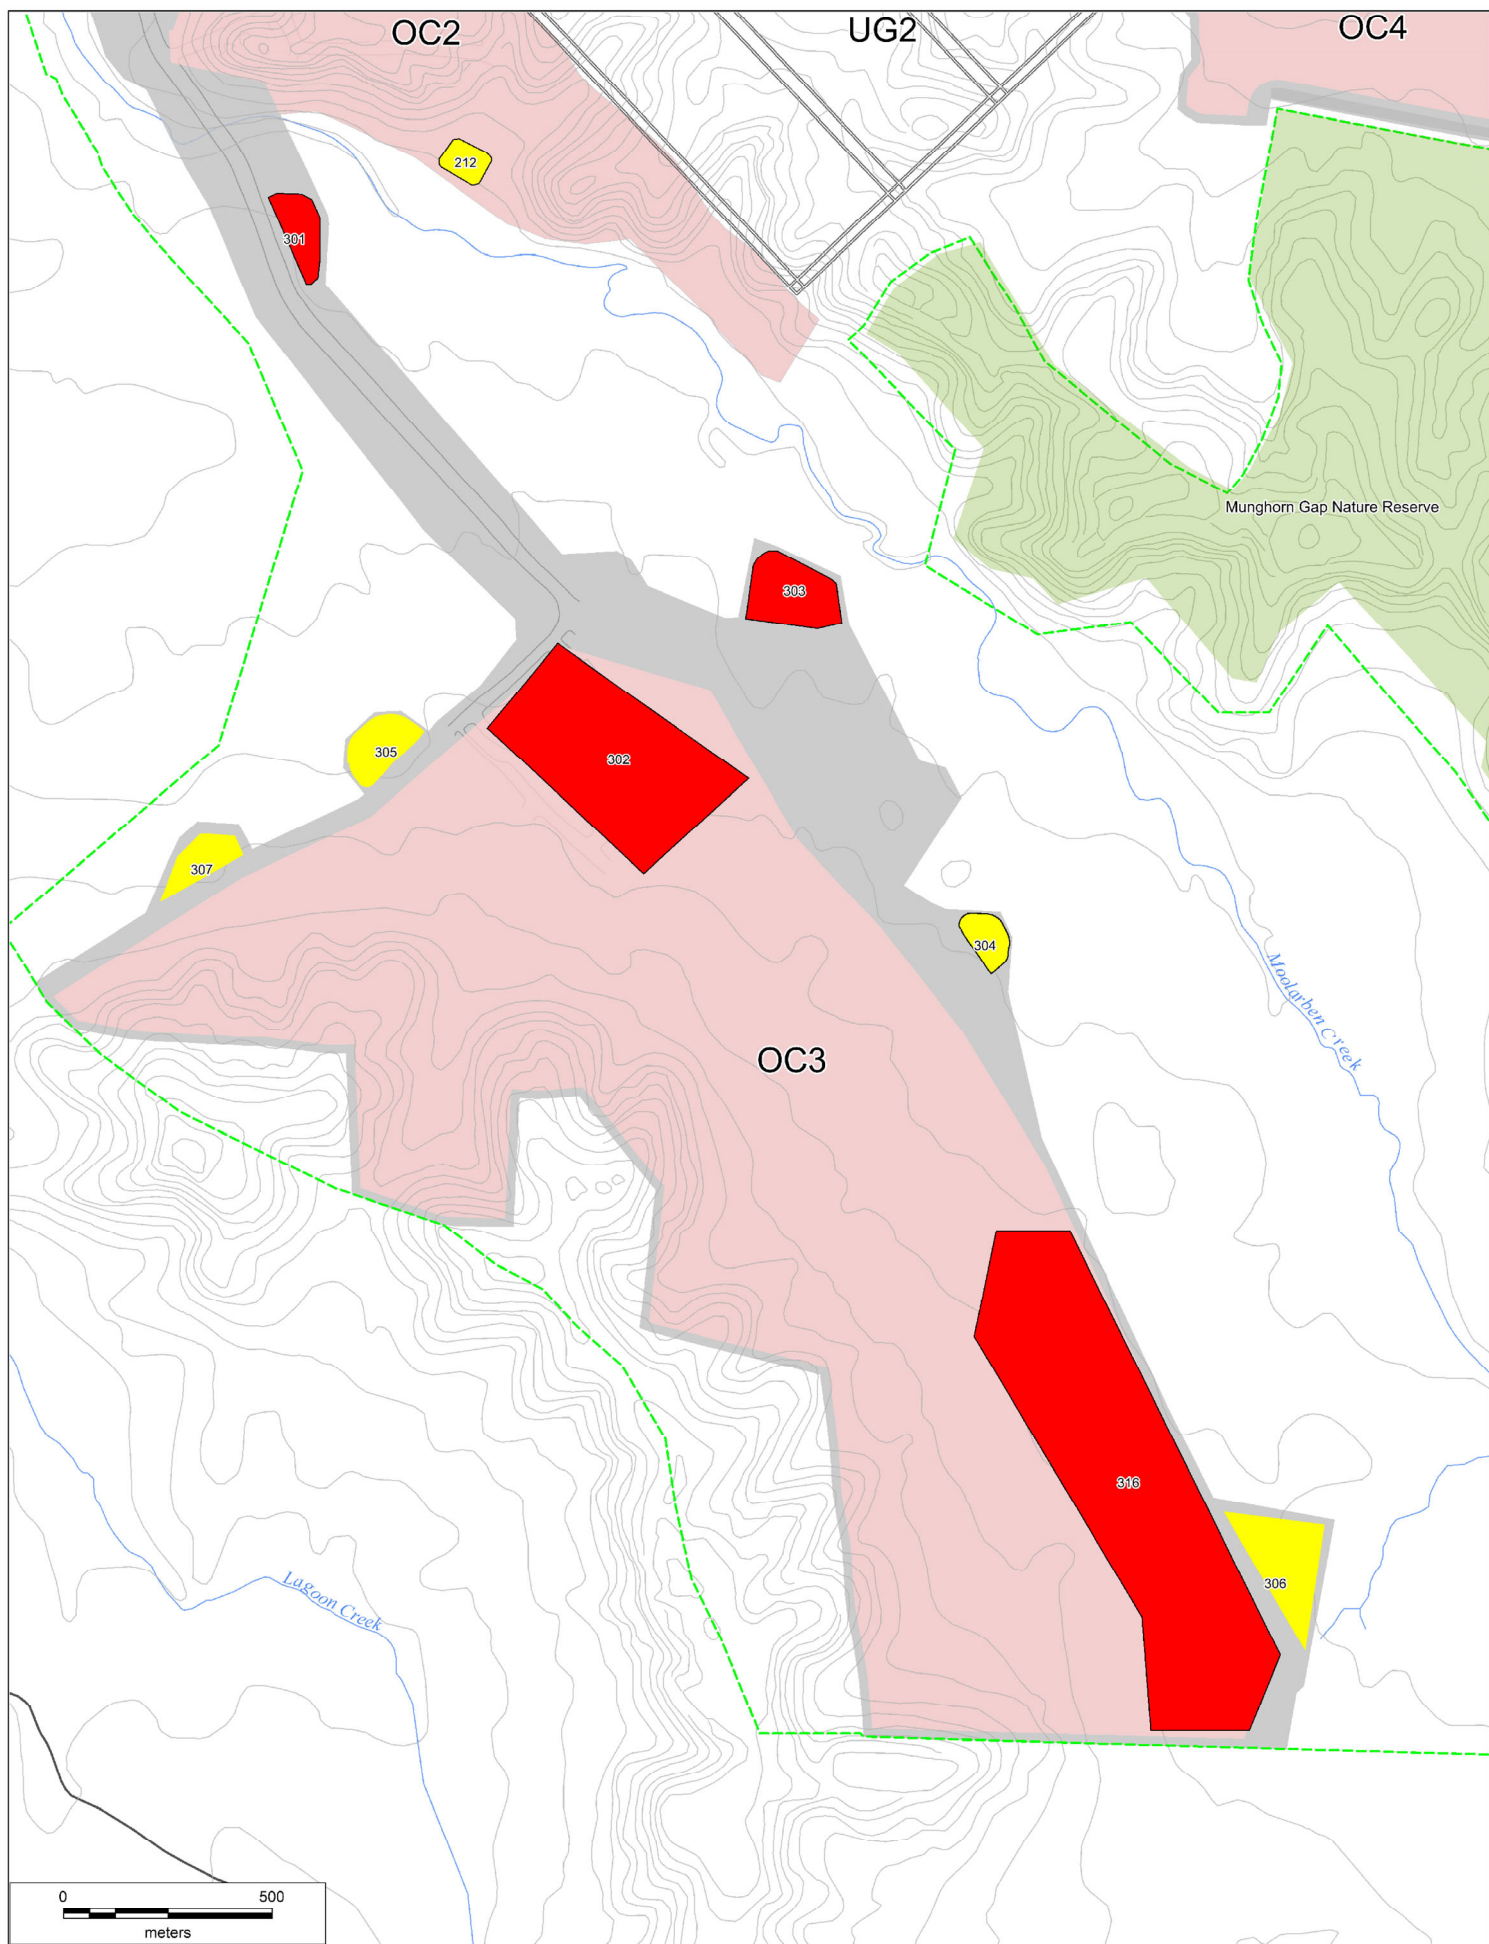 OC2
UG2
OC4
212
301
Munghorn Gap Nature Reserve
303
305
302
307
304
Moolarben Creek
OC3
316
306
Lagoon Creek
0 500
meters